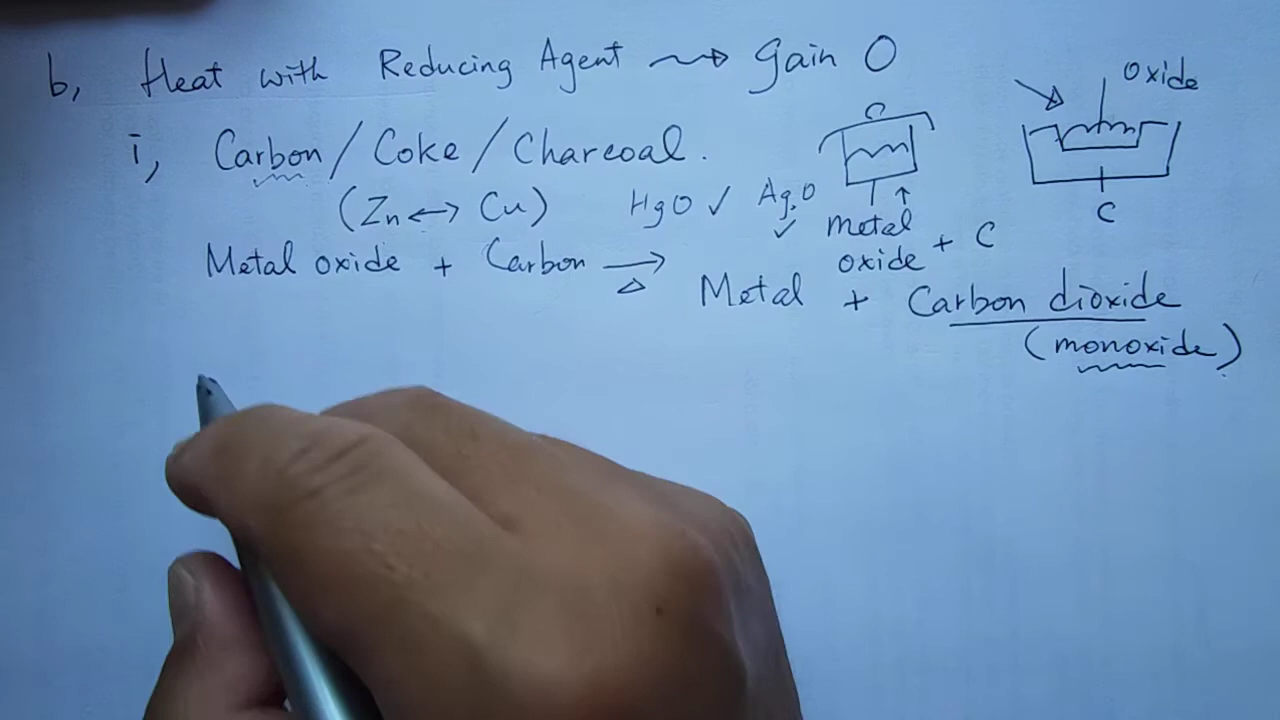 b, Heat with Reducing Agent ⇝ gain O
oxide
i, Carbon / Coke / Charcoal.
(Zn ↔ Cu) HgO ✓ Ag₂O ✓
C
metal oxide + C
Metal oxide + Carbon → Δ
Metal + Carbon dioxide
(monoxide)